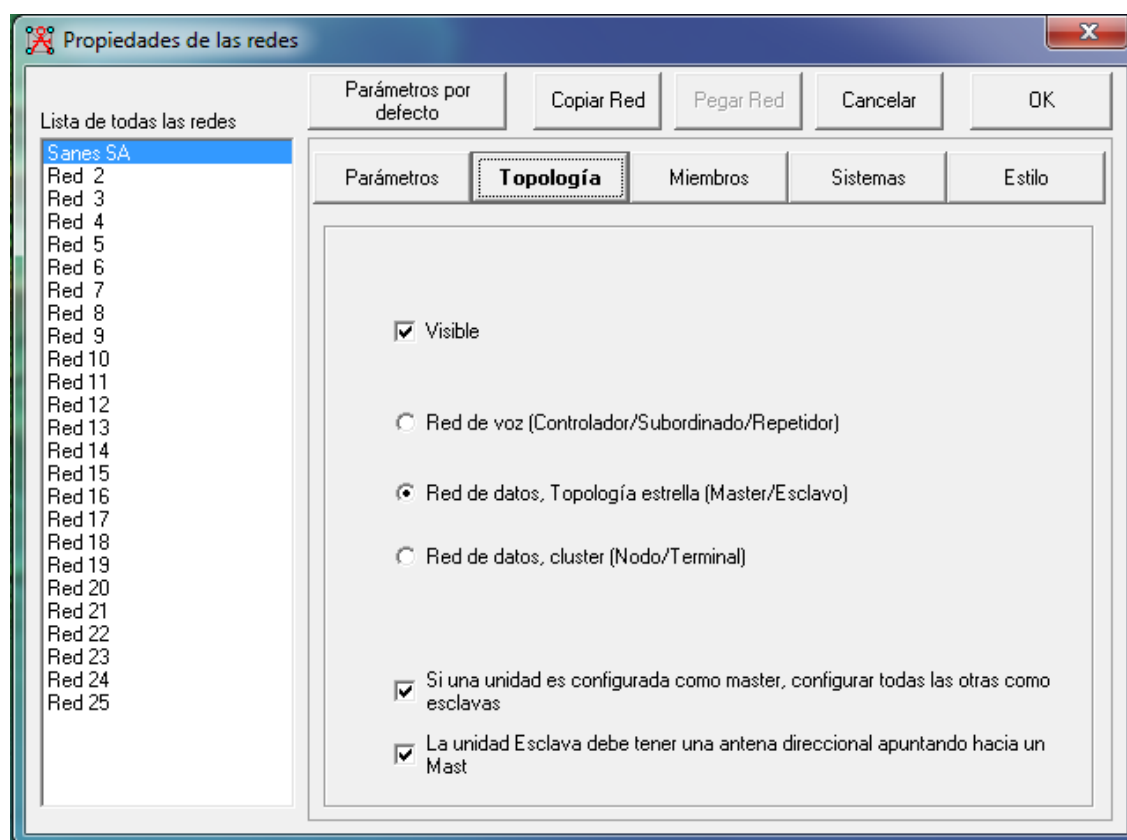 Propiedades de las redes
x
Lista de todas las redes
Sanes SA
Red 2
Red 3
Red 4
Red 5
Red 6
Red 7
Red 8
Red 9
Red 10
Red 11
Red 12
Red 13
Red 14
Red 15
Red 16
Red 17
Red 18
Red 19
Red 20
Red 21
Red 22
Red 23
Red 24
Red 25
Parámetros por
defecto
Copiar Red
Pegar Red
Cancelar
OK
Parámetros
Topología
Miembros
Sistemas
Estilo
Visible
Red de voz (Controlador/Subordinado/Repetidor)
Red de datos, Topología estrella (Master/Esclavo)
Red de datos, cluster (Nodo/Terminal)
Si una unidad es configurada como master, configurar todas las otras como
esclavas
La unidad Esclava debe tener una antena direccional apuntando hacia un
Mast